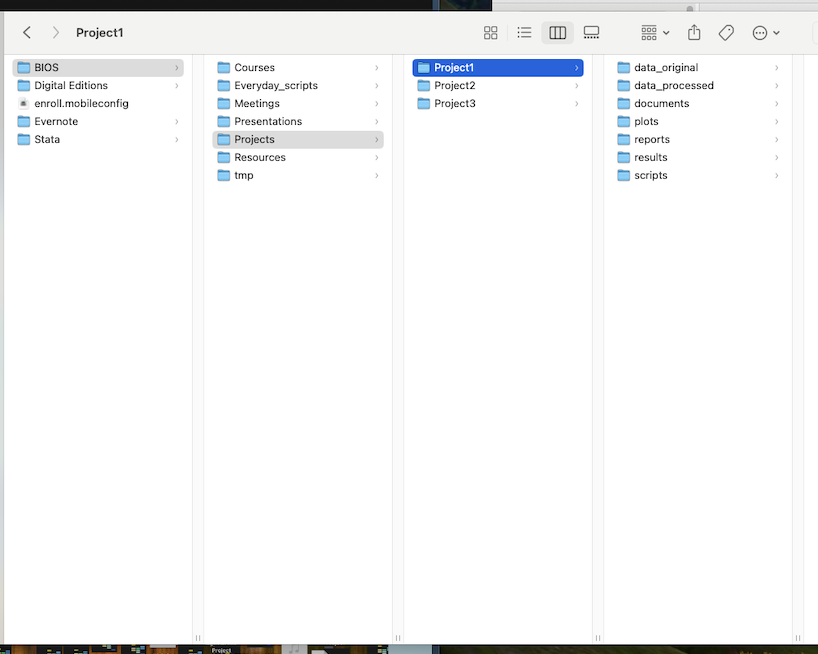 Project1
BIOS
Digital Editions
enroll.mobileconfig
Evernote
Stata
Courses
Everyday_scripts
Meetings
Presentations
Projects
Resources
tmp
Project1
Project2
Project3
data_original
data_processed
documents
plots
reports
results
scripts
Project